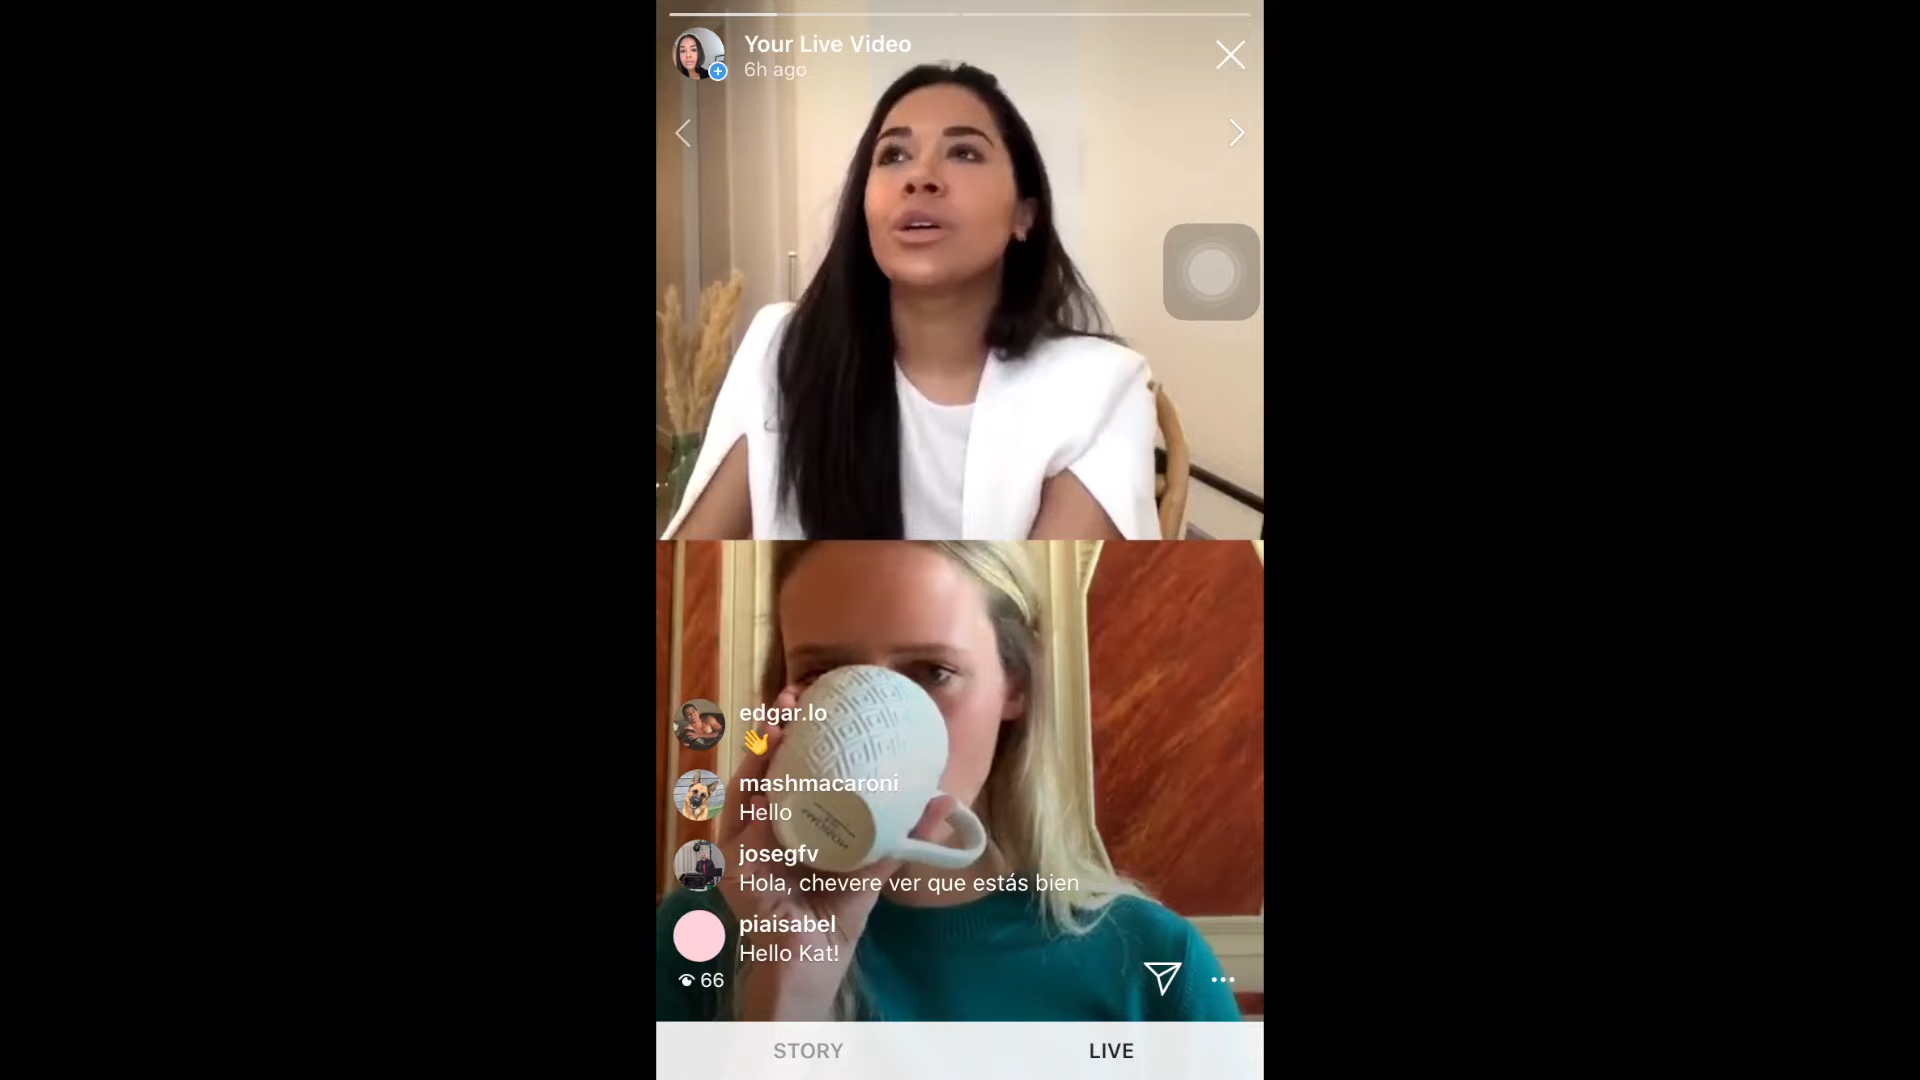 Your Live Video
6h ago
edgar.lo
👋
mashmacaroni
Hello
josegfv
Hola, chevere ver que estás bien
piaisabel
Hello Kat!
66
STORY
LIVE